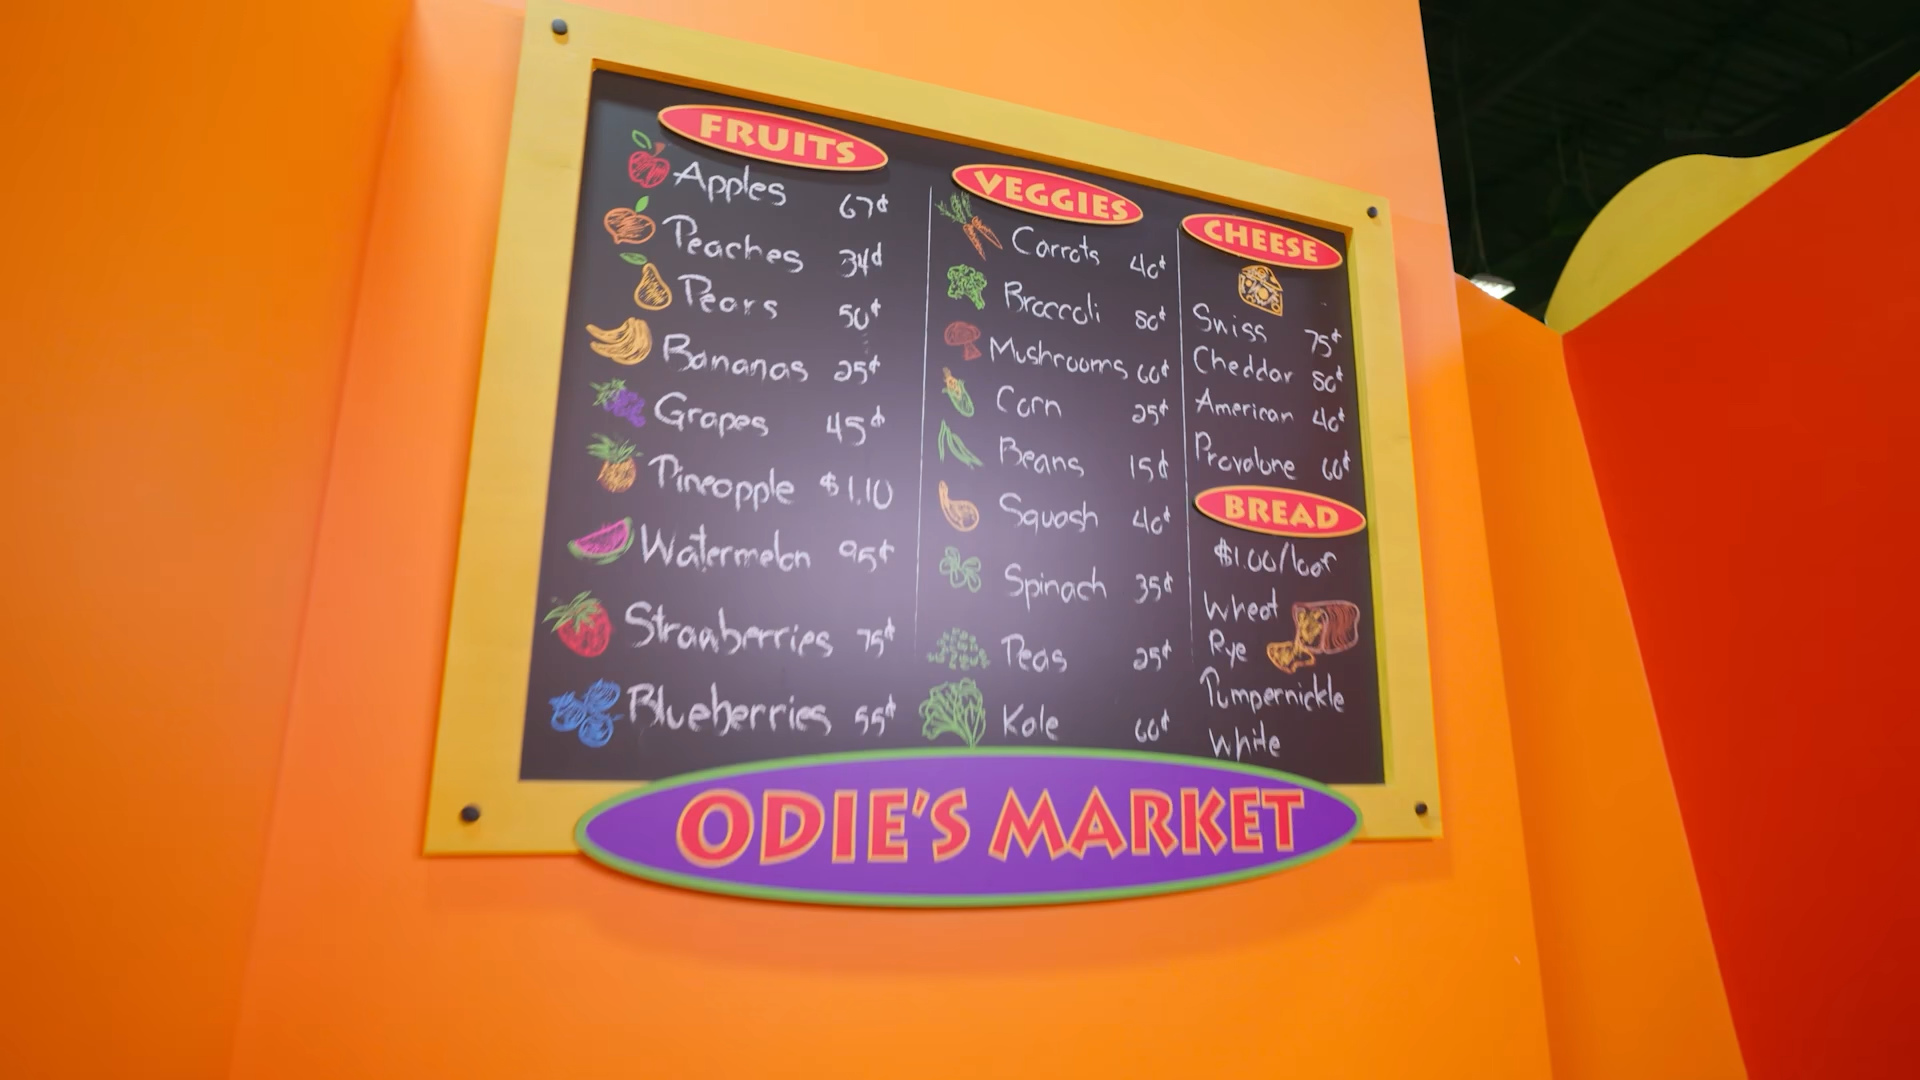 FRUITS
Apples 67¢
Peaches 34¢
Pears 50¢
Bananas 25¢
Grapes 45¢
Pineapple $1.10
Watermelon 95¢
Strawberries 75¢
Blueberries 55¢
VEGGIES
Carrots 40¢
Broccoli 80¢
Mushrooms 60¢
Corn 25¢
Beans 15¢
Squash 40¢
Spinach 35¢
Peas 25¢
Kale 60¢
CHEESE
Swiss 75¢
Cheddar 80¢
American 40¢
Provolone 60¢
BREAD
$1.00/loaf
Wheat
Rye
Pumpernickle
White
ODIE'S MARKET